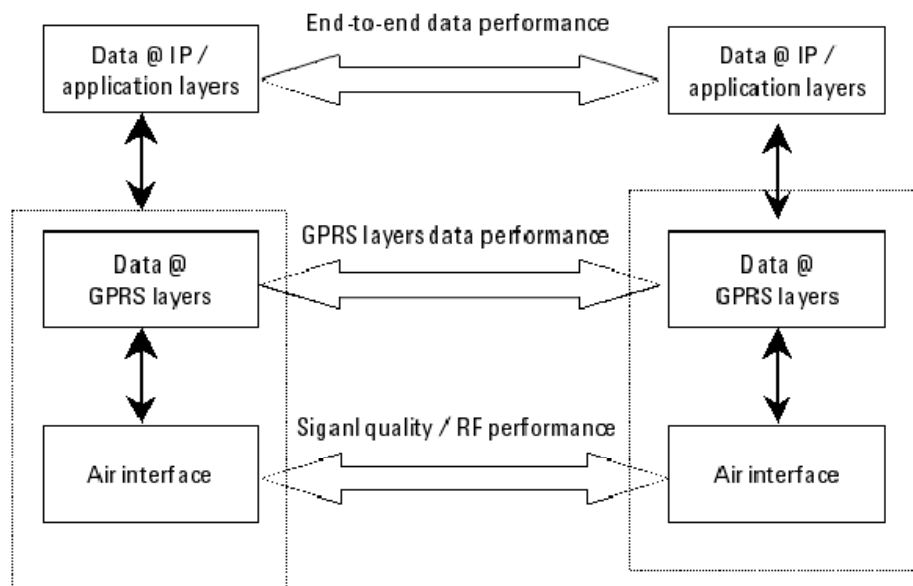 End-to-end data performance
Data @ IP /
application layers
Data @ IP /
application layers
GPRS layers data performance
Data @
GPRS layers
Data @
GPRS layers
Siganl quality / RF performance
Air interface
Air interface